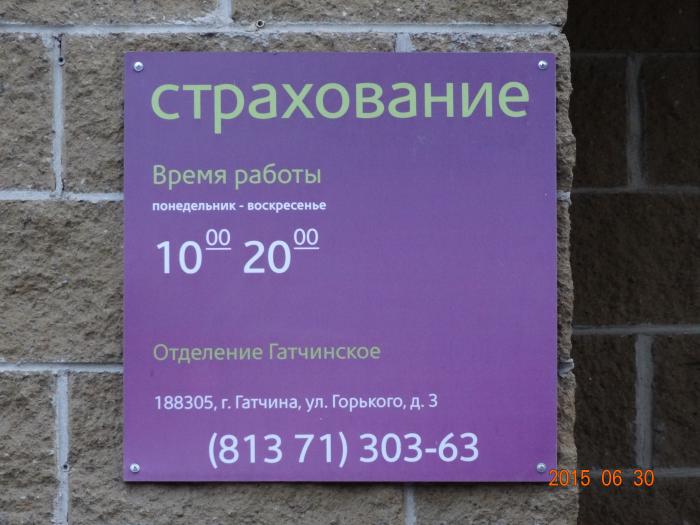 страхование
Время работы
понедельник - воскресенье
10⁰⁰ 20⁰⁰
Отделение Гатчинское
188305, г. Гатчина, ул. Горького, д. 3
(813 71) 303-63
2015 06 30